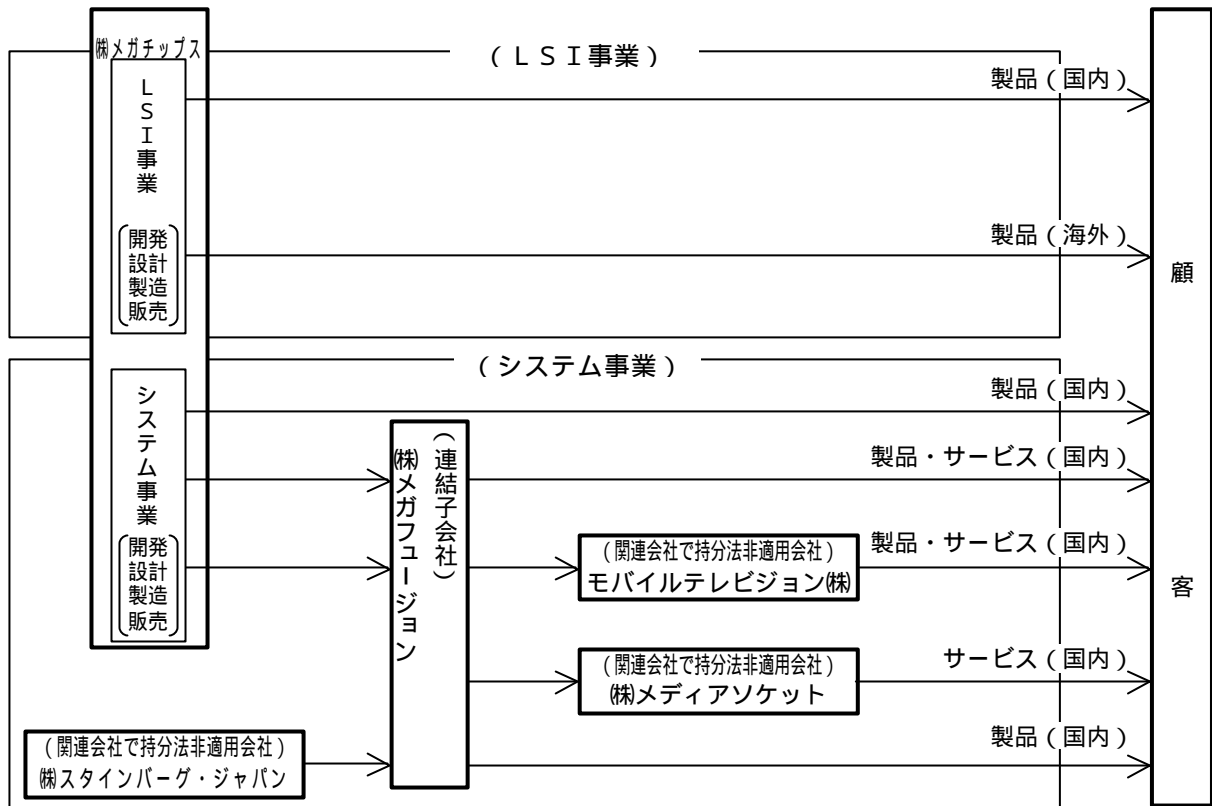 ㈱メガチップス
(LSI事業)
LSI事業
開発
設計
製造
販売
製品(国内)
製品(海外)
顧客
(システム事業)
システム事業
開発
設計
製造
販売
(連結子会社)
㈱メガフュージョン
製品(国内)
製品・サービス(国内)
(関連会社で持分法非適用会社)
モバイルテレビジョン㈱
製品・サービス(国内)
(関連会社で持分法非適用会社)
㈱メディアソケット
サービス(国内)
(関連会社で持分法非適用会社)
㈱スタインバーグ・ジャパン
製品(国内)